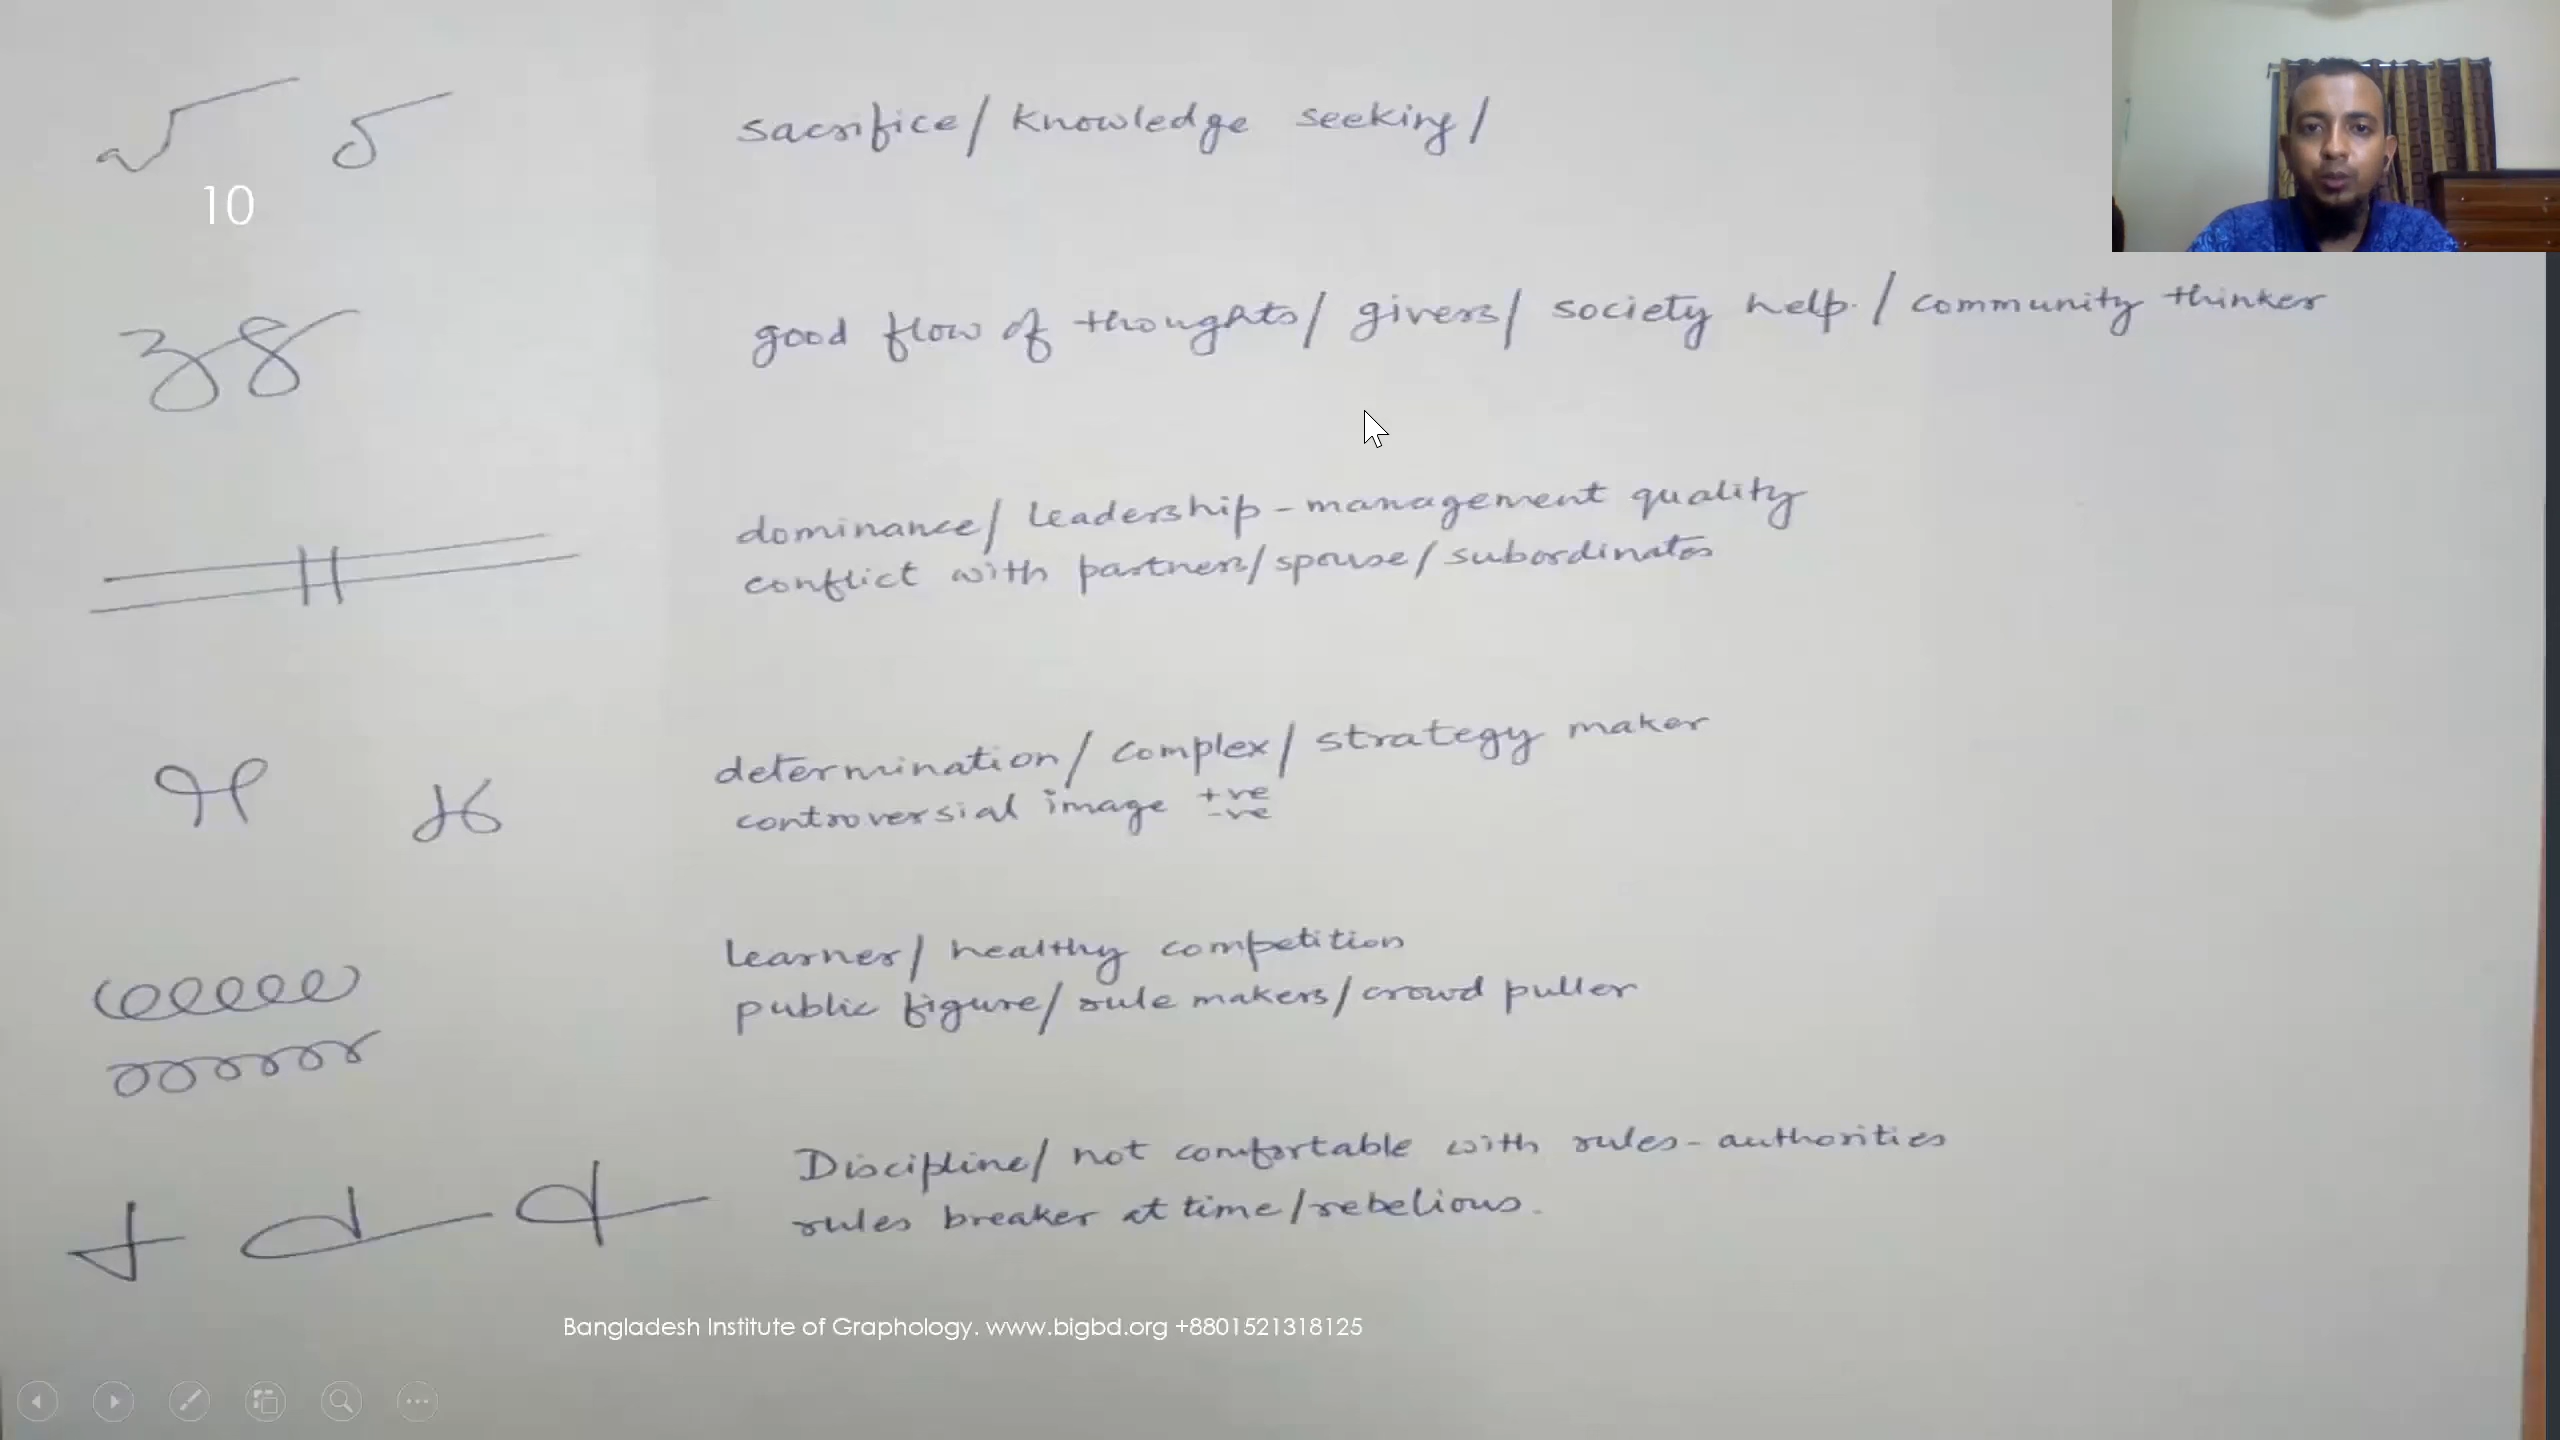 sacrifice/ knowledge seeking/
10
good flow of thoughts/ givers/ society help./ community thinker
dominance/ leadership-management quality
conflict with partners/spouse/subordinates
determination/ complex/ strategy maker
controversial image +ve
-ve
learner/ healthy competition
public figure/ rule makers/crowd puller
Discipline/ not comfortable with rules-authorities
rules breaker at time/rebelious.
Bangladesh Institute of Graphology. www.bigbd.org +8801521318125